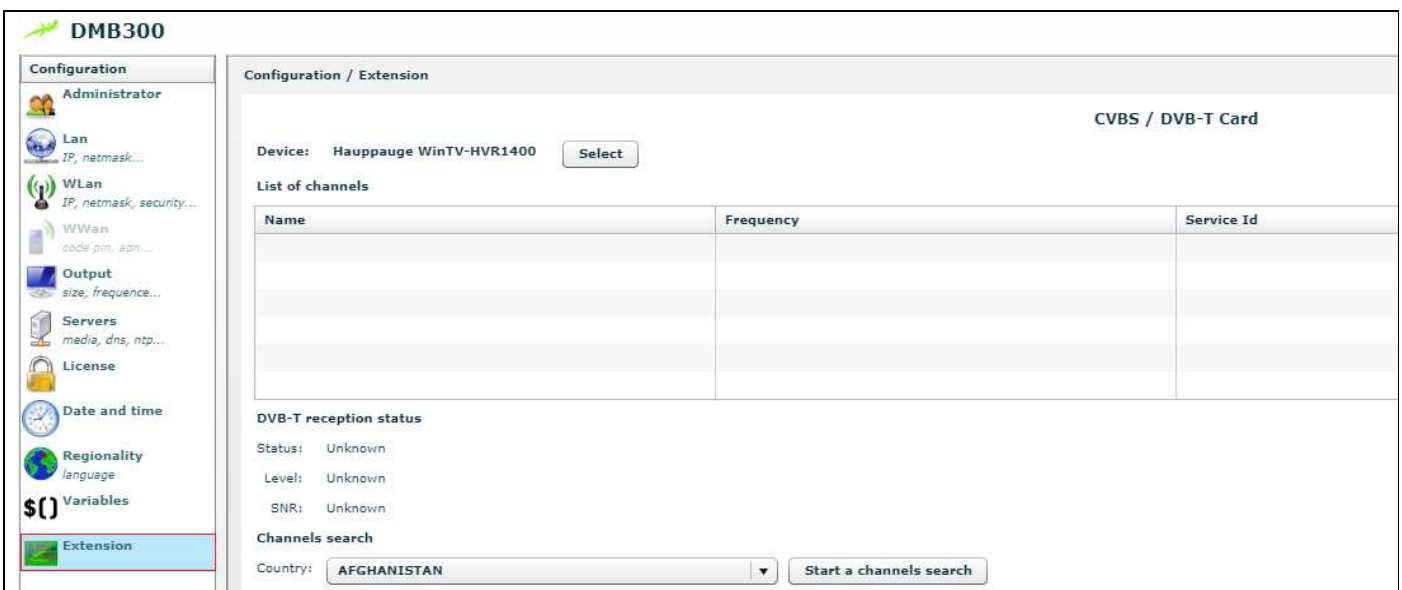 DMB300
Configuration
Administrator
Lan
IP, netmask...
WLan
IP, netmask, security...
WWan
code pin, apn....
Output
size, frequence...
Servers
media, dns, ntp...
License
Date and time
Regionality
language
$() Variables
Extension
Configuration / Extension
CVBS / DVB-T Card
Device: Hauppauge WinTV-HVR1400 Select
List of channels
Name Frequency Service Id
DVB-T reception status
Status: Unknown
Level: Unknown
SNR: Unknown
Channels search
Country: AFGHANISTAN Start a channels search